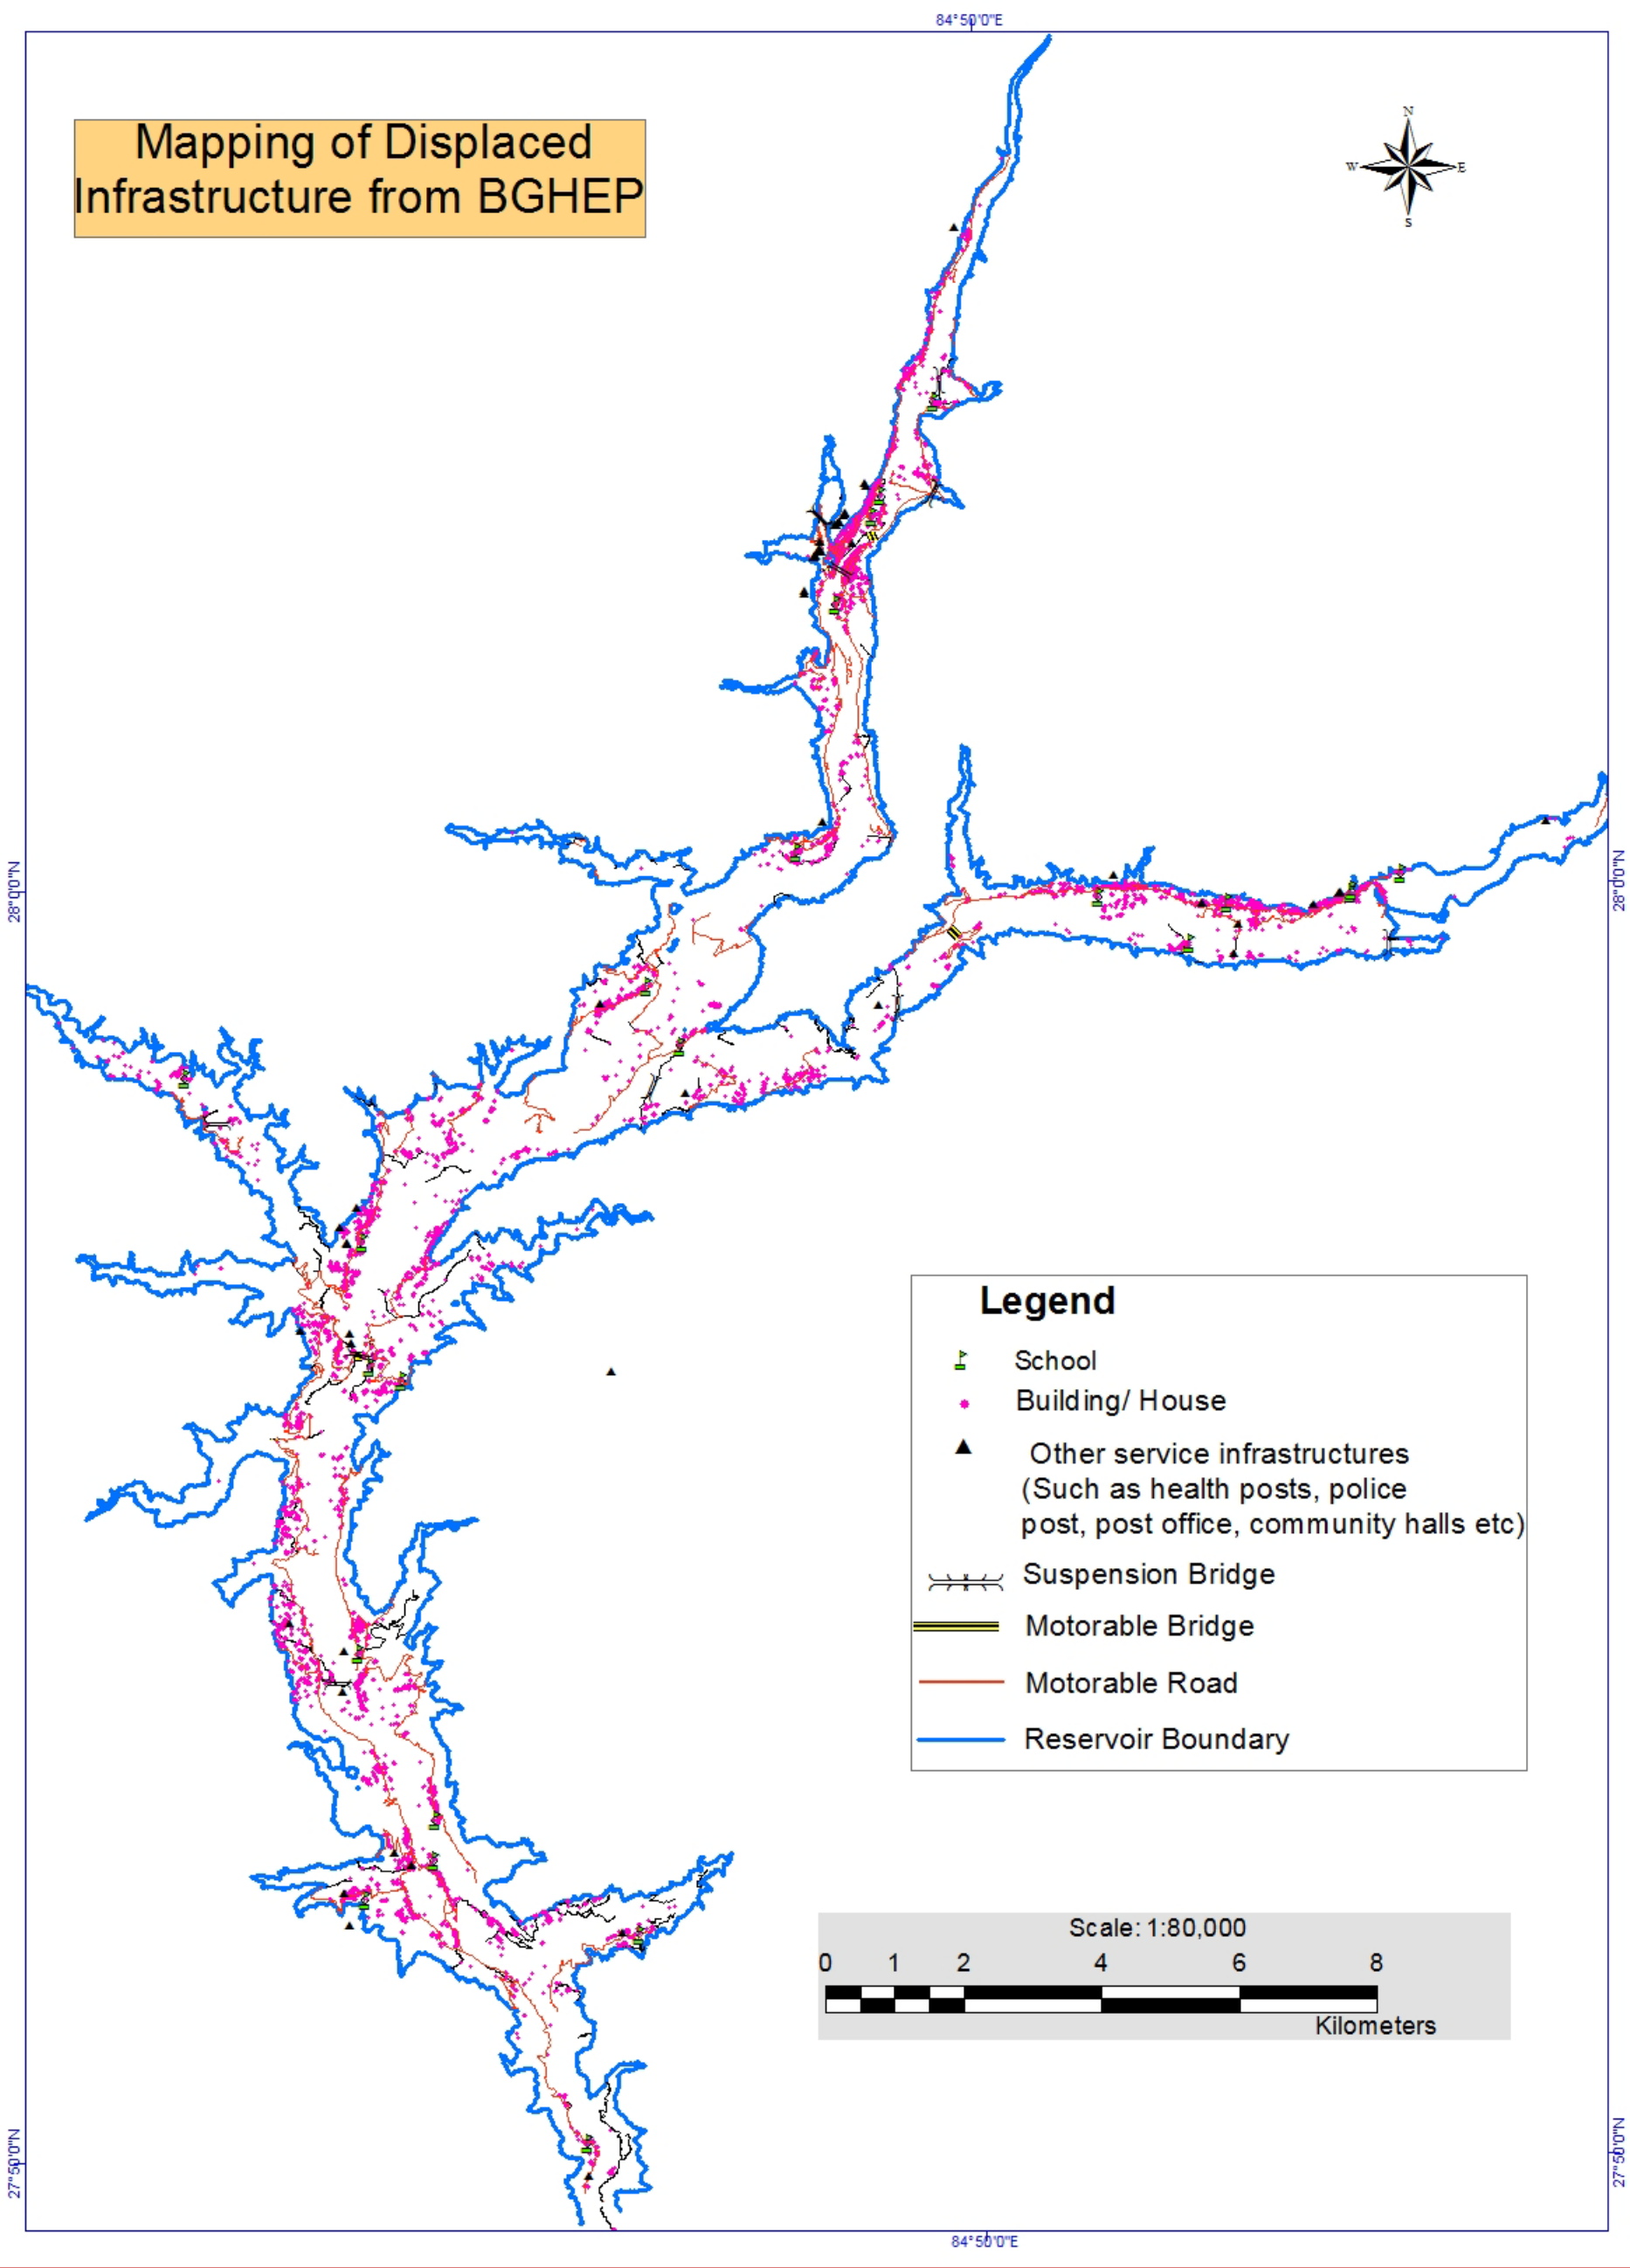 84°50'0"E
Mapping of Displaced
Infrastructure from BGHEP
N
W
E
S
28°0'0"N
28°0'0"N
Legend
School
Building/ House
Other service infrastructures
(Such as health posts, police
post, post office, community halls etc)
Suspension Bridge
Motorable Bridge
Motorable Road
Reservoir Boundary
Scale: 1:80,000
0 1 2 4 6 8
Kilometers
27°50'0"N
27°50'0"N
84°50'0"E